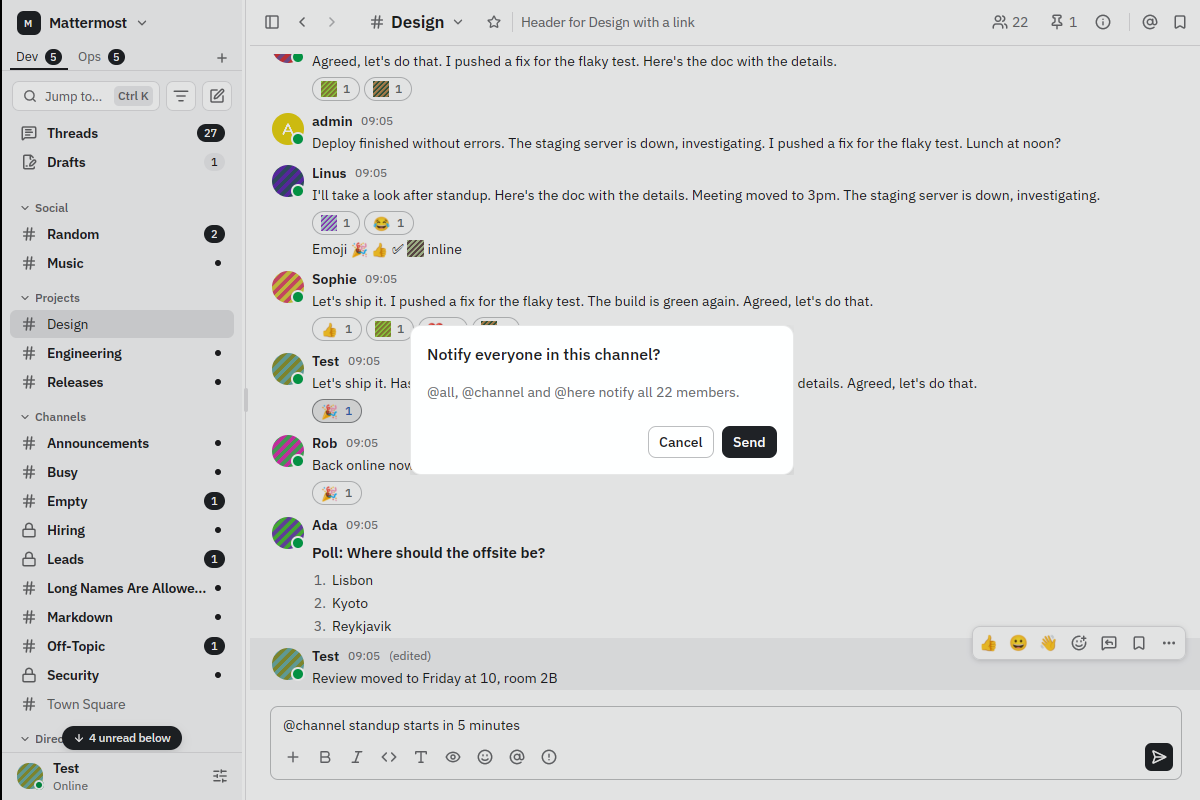 M Mattermost
Dev 5 Ops 5
Jump to... Ctrl K
Threads 27
Drafts 1
Social
Random 2
Music
Projects
Design
Engineering
Releases
Channels
Announcements
Busy
Empty 1
Hiring
Leads 1
Long Names Are Allowe...
Markdown
Off-Topic 1
Security
Town Square
4 unread below
Test
Online
Design Header for Design with a link 22 1
Agreed, let's do that. I pushed a fix for the flaky test. Here's the doc with the details.
1 1
A
admin 09:05
Deploy finished without errors. The staging server is down, investigating. I pushed a fix for the flaky test. Lunch at noon?
Linus 09:05
I'll take a look after standup. Here's the doc with the details. Meeting moved to 3pm. The staging server is down, investigating.
1 😂 1
Emoji 🎉 👍 ✅ inline
Sophie 09:05
Let's ship it. I pushed a fix for the flaky test. The build is green again. Agreed, let's do that.
👍 1 1
Test 09:05
Let's ship it. details. Agreed, let's do that.
🎉 1
Rob 09:05
Back online now
🎉 1
Ada 09:05
Poll: Where should the offsite be?
1. Lisbon
2. Kyoto
3. Reykjavik
Test 09:05 (edited)
Review moved to Friday at 10, room 2B
@channel standup starts in 5 minutes
Notify everyone in this channel?
@all, @channel and @here notify all 22 members.
Cancel Send